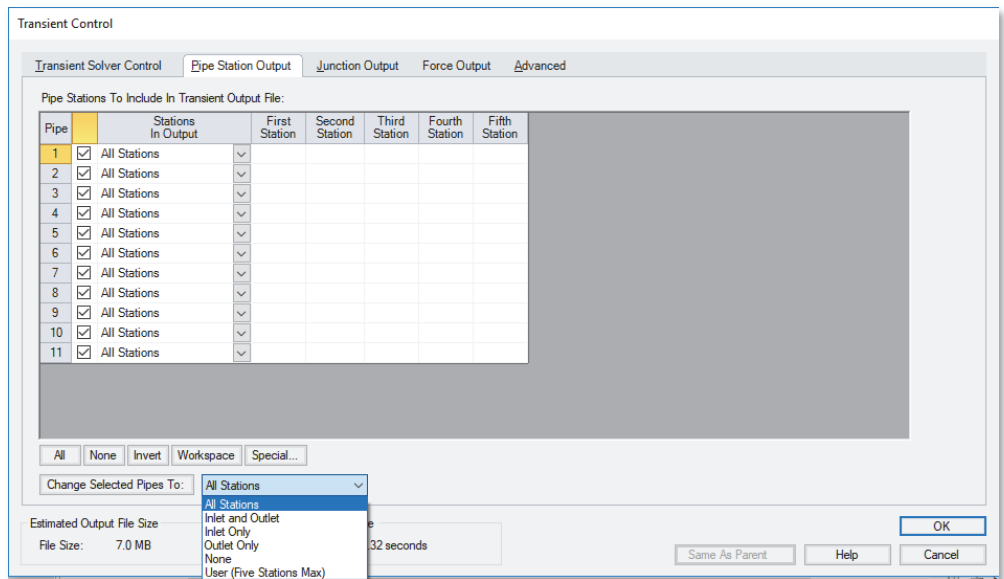 Transient Control
Transient Solver Control Pipe Station Output Junction Output Force Output Advanced
Pipe Stations To Include In Transient Output File:
Pipe Stations In Output First Station Second Station Third Station Fourth Station Fifth Station
1 All Stations
2 All Stations
3 All Stations
4 All Stations
5 All Stations
6 All Stations
7 All Stations
8 All Stations
9 All Stations
10 All Stations
11 All Stations
All None Invert Workspace Special...
Change Selected Pipes To: All Stations
All Stations
Inlet and Outlet
Inlet Only
Outlet Only
None
User (Five Stations Max)
Estimated Output File Size e
File Size: 7.0 MB .32 seconds
OK
Same As Parent Help Cancel